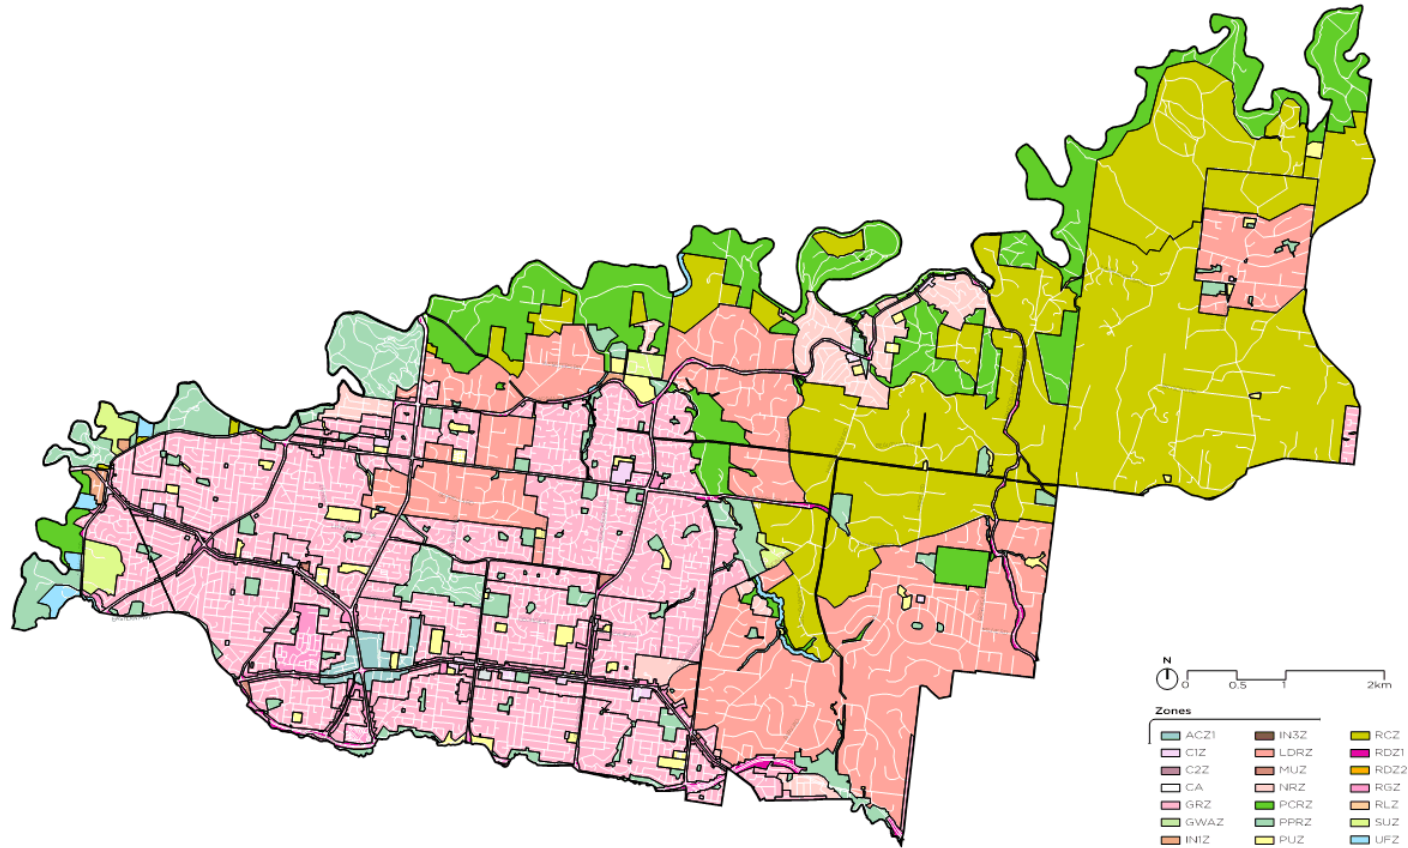 N
0 0.5 1 2km
Zones
ACZ1 IN3Z RCZ
C1Z LDRZ RDZ1
C2Z MUZ RDZ2
CA NRZ RGZ
GRZ PCRZ RLZ
GWAZ PPRZ SUZ
IN1Z PUZ UFZ